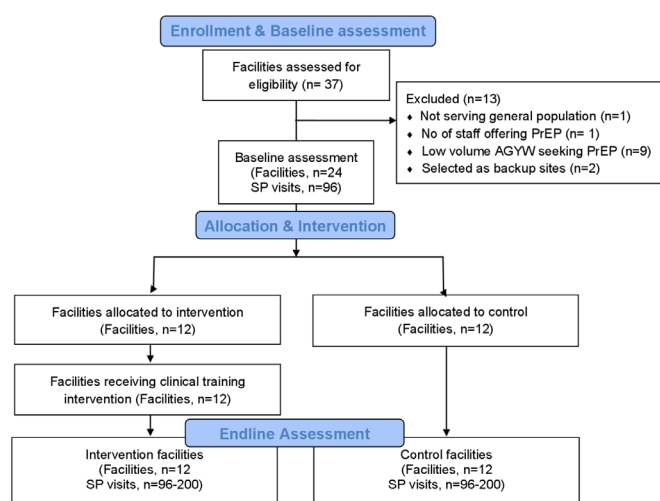 Enrollment & Baseline assessment
Facilities assessed for
eligibility (n= 37)
Excluded (n=13)
♦ Not serving general population (n=1)
♦ No of staff offering PrEP (n= 1)
♦ Low volume AGYW seeking PrEP (n=9)
♦ Selected as backup sites (n=2)
Baseline assessment
(Facilities, n=24
SP visits, n=96)
Allocation & Intervention
Facilities allocated to intervention
(Facilities, n=12)
Facilities allocated to control
(Facilities, n=12)
Facilities receiving clinical training
intervention (Facilities, n=12)
Endline Assessment
Intervention facilities
(Facilities, n=12
SP visits, n=96-200)
Control facilities
(Facilities, n=12
SP visits, n=96-200)